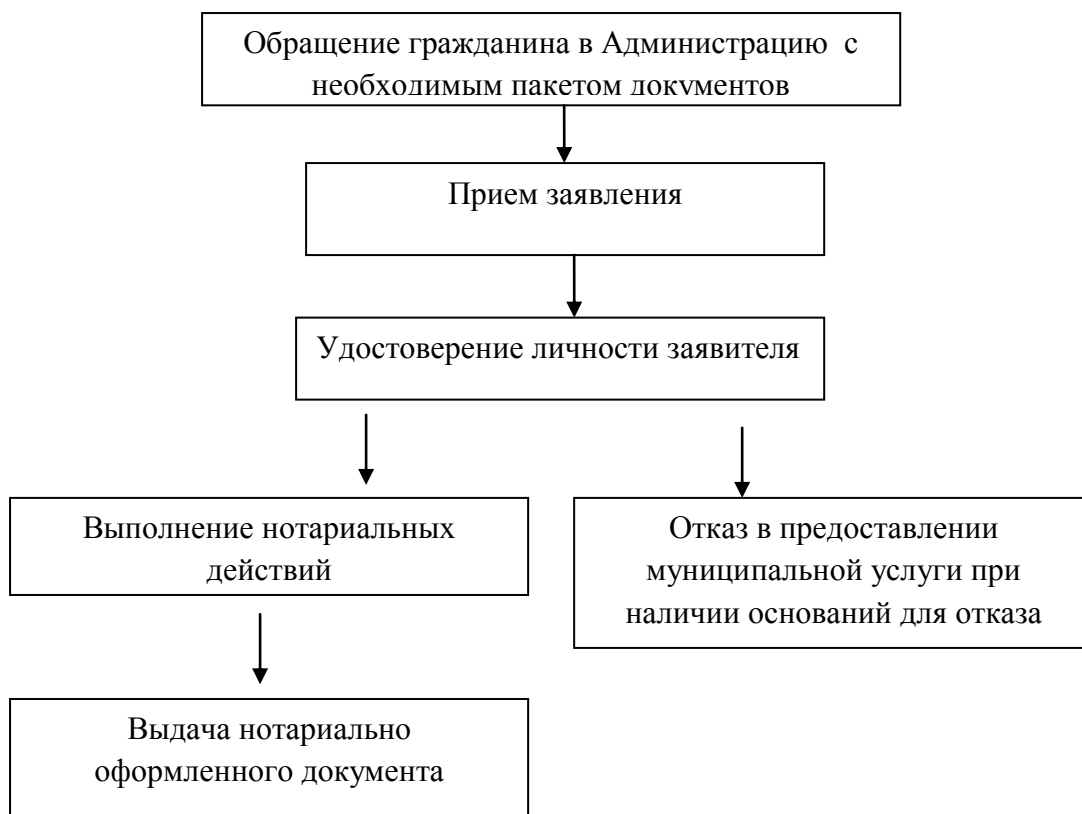 Обращение гражданина в Администрацию с
необходимым пакетом документов
Прием заявления
Удостоверение личности заявителя
Выполнение нотариальных
действий
Отказ в предоставлении
муниципальной услуги при
наличии оснований для отказа
Выдача нотариально
оформленного документа